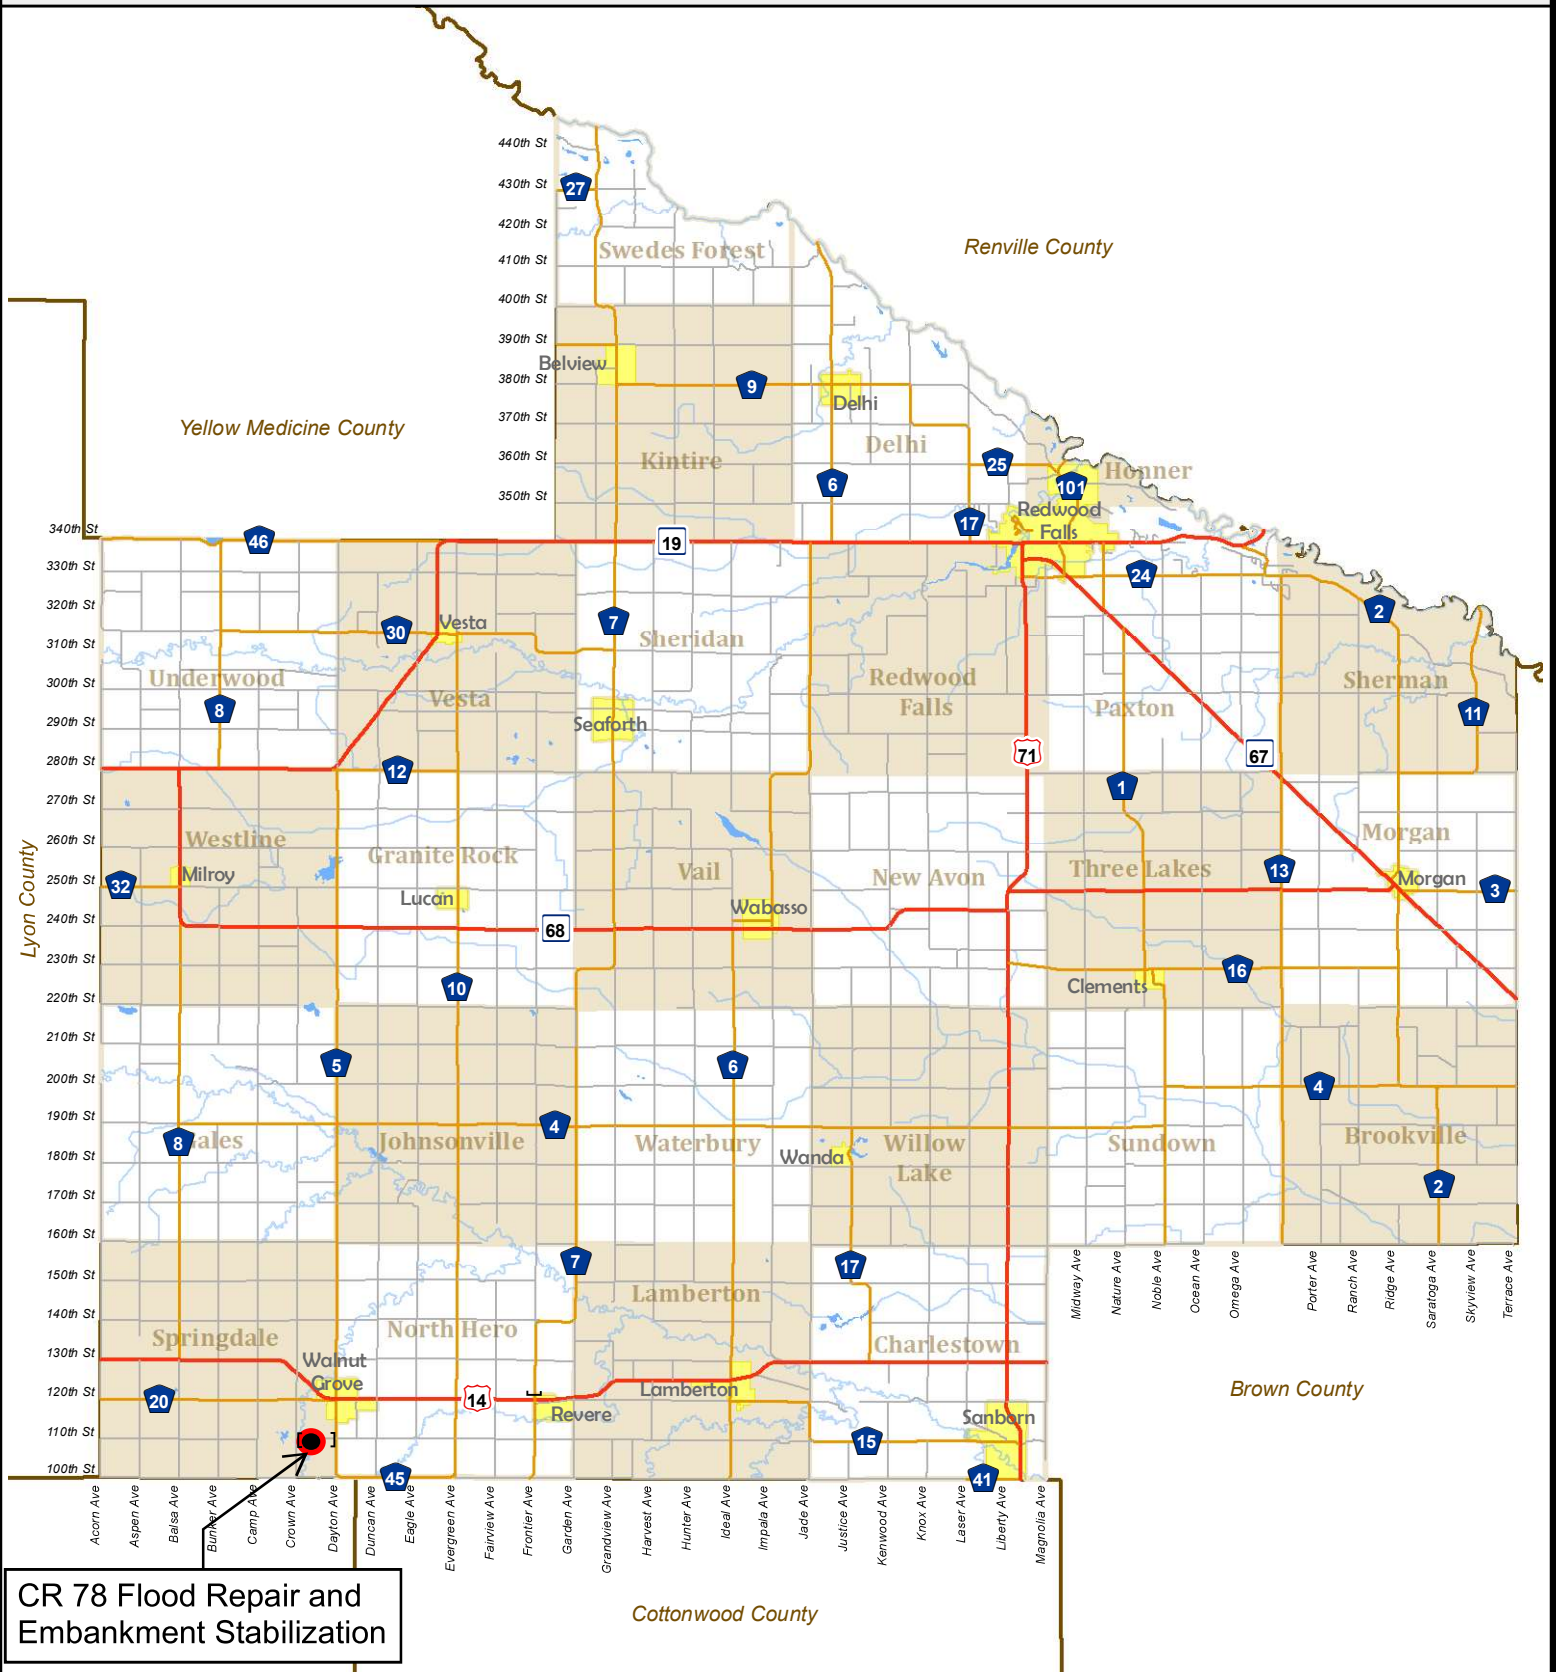 440th St
430th St
27
420th St
Swedes Forest
Renville County
410th St
400th St
390th St
Belview
380th St
9
Delhi
370th St
Yellow Medicine County
Delhi
360th St
Kintire
25
Honner
6
101
350th St
Redwood
Falls
17
340th St
46
19
330th St
24
320th St
2
30
Vesta
7
310th St
Sheridan
Underwood
300th St
Vesta
Redwood
Falls
Sherman
8
Paxton
11
290th St
Seaforth
71
67
280th St
12
1
270th St
260th St
Westline
Granite Rock
Morgan
Lyon County
Milroy
Vail
New Avon
Three Lakes
13
Morgan
250th St
32
3
Lucan
Wabasso
240th St
68
230th St
16
10
Clements
220th St
210th St
5
6
200th St
4
190th St
4
8
ales
Johnsonville
Waterbury
Willow
Lake
Sundown
Brookville
180th St
Wanda
2
170th St
160th St
7
17
150th St
Lamberton
140th St
Midway Ave
Nature Ave
Noble Ave
Ocean Ave
Omega Ave
Porter Ave
Ranch Ave
Ridge Ave
Saratoga Ave
Skyview Ave
Terrace Ave
Springdale
North Hero
Charlestown
130th St
Walnut
Grove
120th St
20
14
Lamberton
Brown County
Revere
Sanborn
110th St
15
100th St
45
41
Acorn Ave
Aspen Ave
Balsa Ave
Bunker Ave
Camp Ave
Crown Ave
Dayton Ave
Duncan Ave
Eagle Ave
Evergreen Ave
Fairview Ave
Frontier Ave
Garden Ave
Grandview Ave
Harvest Ave
Hunter Ave
Ideal Ave
Impala Ave
Jade Ave
Justice Ave
Kenwood Ave
Knox Ave
Laser Ave
Liberty Ave
Magnolia Ave
CR 78 Flood Repair and
Embankment Stabilization
Cottonwood County